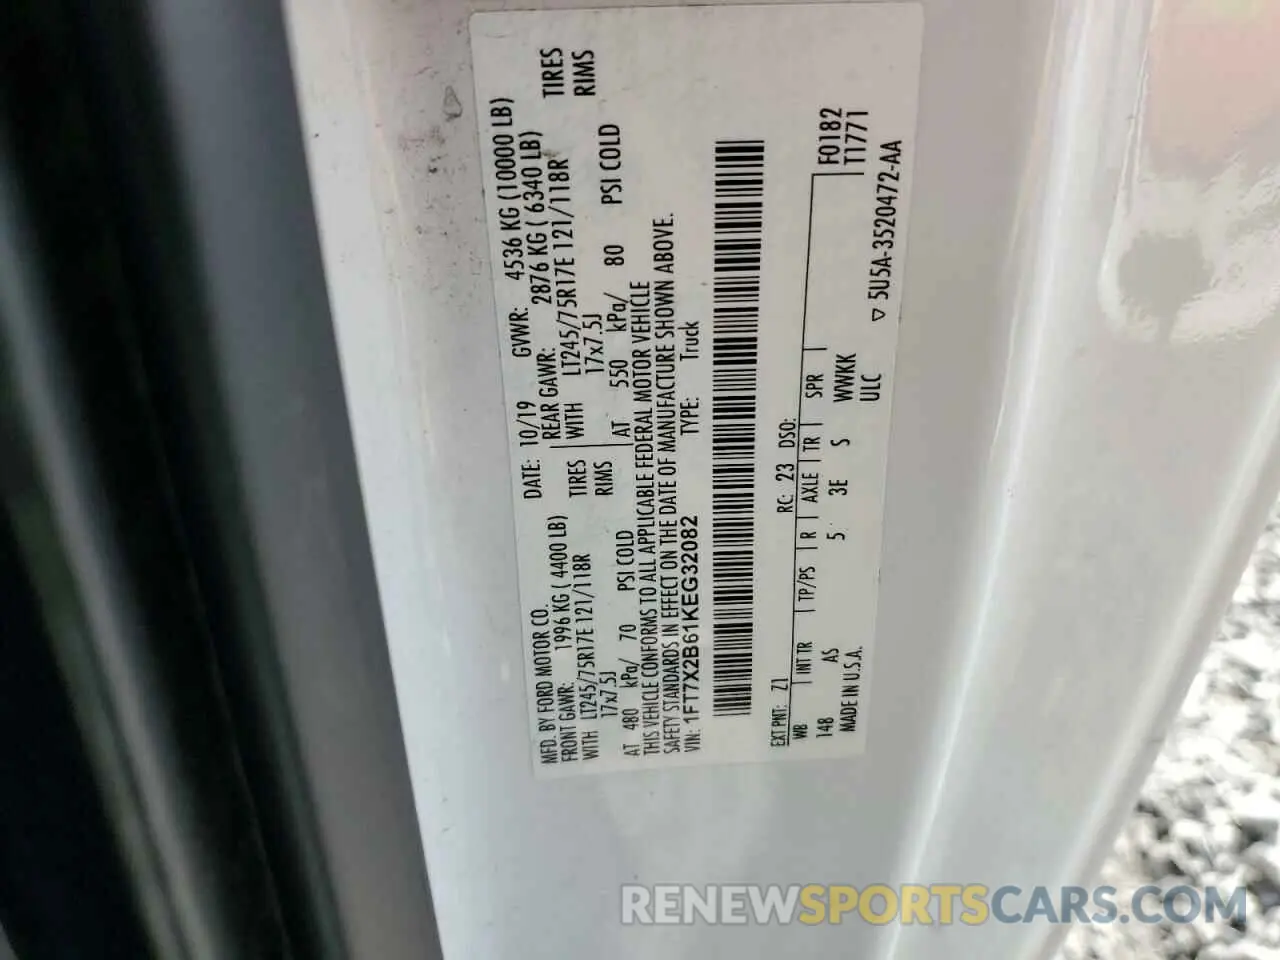 MFD. BY FORD MOTOR CO.
DATE: 10/19 GVWR: 4536 KG (10000 LB)
FRONT GAWR: 1996 KG ( 4400 LB) REAR GAWR: 2876 KG ( 6340 LB)
WITH LT245/75R17E 121/118R TIRES WITH LT245/75R17E 121/118R TIRES
17x7.5J RIMS 17x7.5J RIMS
AT 480 kPa/ 70 PSI COLD AT 550 kPa/ 80 PSI COLD
THIS VEHICLE CONFORMS TO ALL APPLICABLE FEDERAL MOTOR VEHICLE
SAFETY STANDARDS IN EFFECT ON THE DATE OF MANUFACTURE SHOWN ABOVE.
VIN: 1FT7X2B61KEG32082 TYPE: Truck
EXT PNT: Z1 RC: 23 DSO:
WB INT TR TP/PS R AXLE TR SPR F0182
148 AS 5 3E S WWKK T1771
MADE IN U.S.A. ULC
▽ 5U5A-3520472-AA
RENEWSPORTSCARS.COM